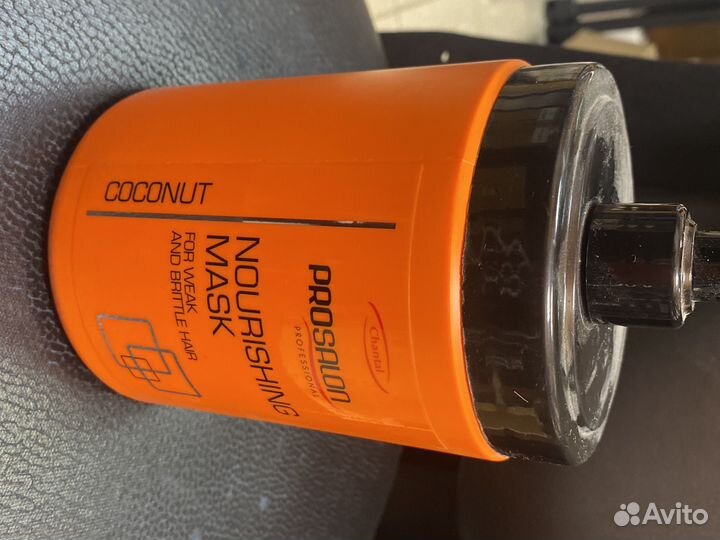 Chantal
PROSALON
PROFESSIONAL
NOURISHING
MASK
FOR WEAK
AND BRITTLE HAIR
COCONUT
Avito